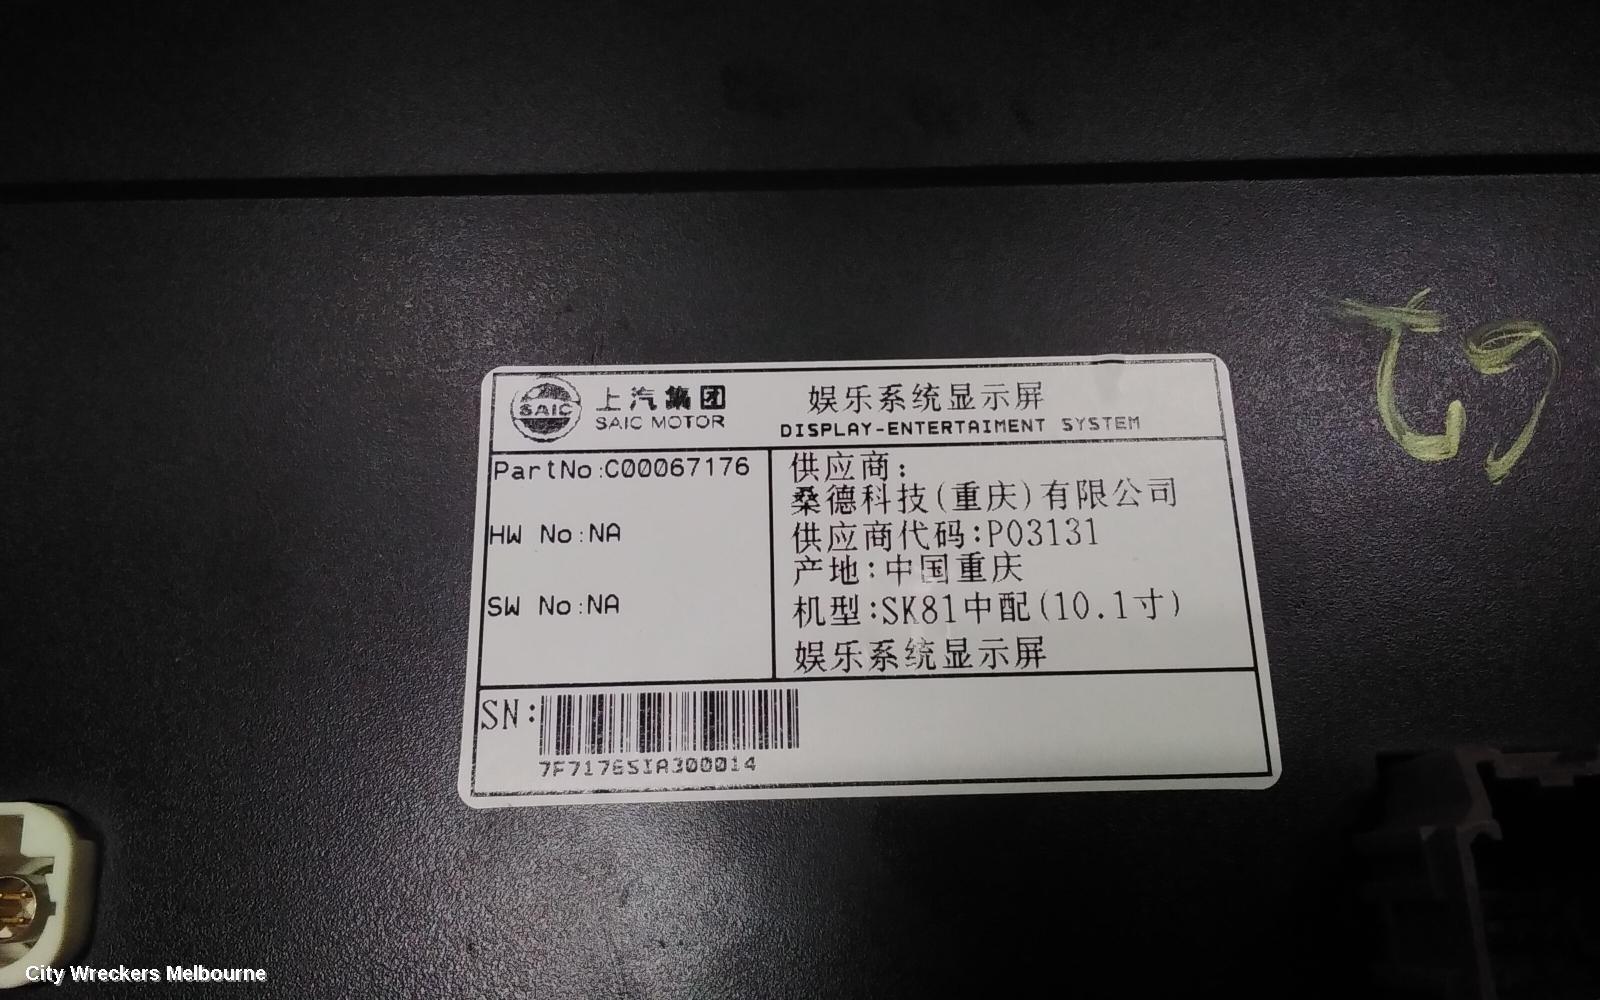 SAIC
上汽集团
SAIC MOTOR
娱乐系统显示屏
DISPLAY-ENTERTAIMENT SYSTEM
PartNo:C00067176
HW No:NA
SW No:NA
供应商:
桑德科技(重庆)有限公司
供应商代码:P03131
产地:中国重庆
机型:SK81中配(10.1寸)
娱乐系统显示屏
SN:
7F7176SIA300014
City Wreckers Melbourne